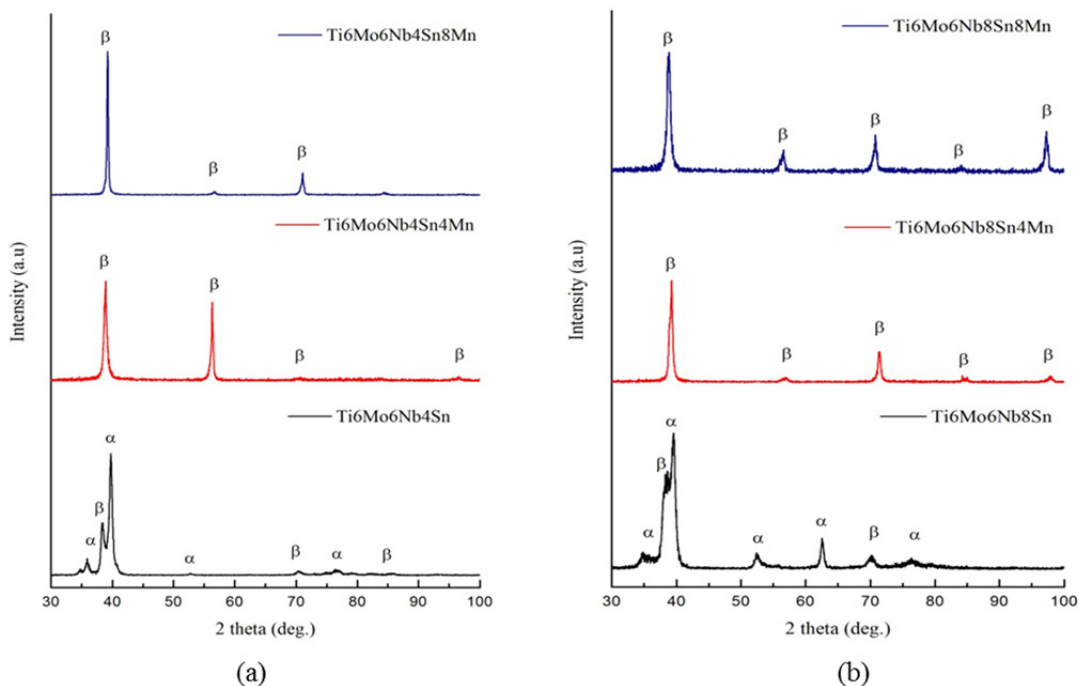 β
Ti6Mo6Nb4Sn8Mn
β
β
Ti6Mo6Nb4Sn4Mn
β
β
β
β
Ti6Mo6Nb4Sn
α
β
α
α
β
α
β
Intensity (a.u)
30 40 50 60 70 80 90 100
2 theta (deg.)
(a)
β
Ti6Mo6Nb8Sn8Mn
β
β
β
β
Ti6Mo6Nb8Sn4Mn
β
β
β
β
β
Ti6Mo6Nb8Sn
α
β
α
α
α
β
α
Intensity (a.u)
30 40 50 60 70 80 90 100
2 theta (deg.)
(b)